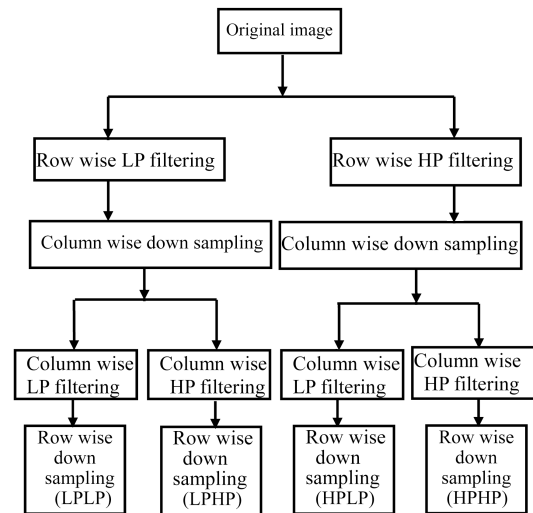 Original image
Row wise LP filtering
Row wise HP filtering
Column wise down sampling
Column wise down sampling
Column wise
LP filtering
Column wise
HP filtering
Column wise
LP filtering
Column wise
HP filtering
Row wise
down
sampling
(LPLP)
Row wise
down
sampling
(LPHP)
Row wise
down
sampling
(HPLP)
Row wise
down
sampling
(HPHP)